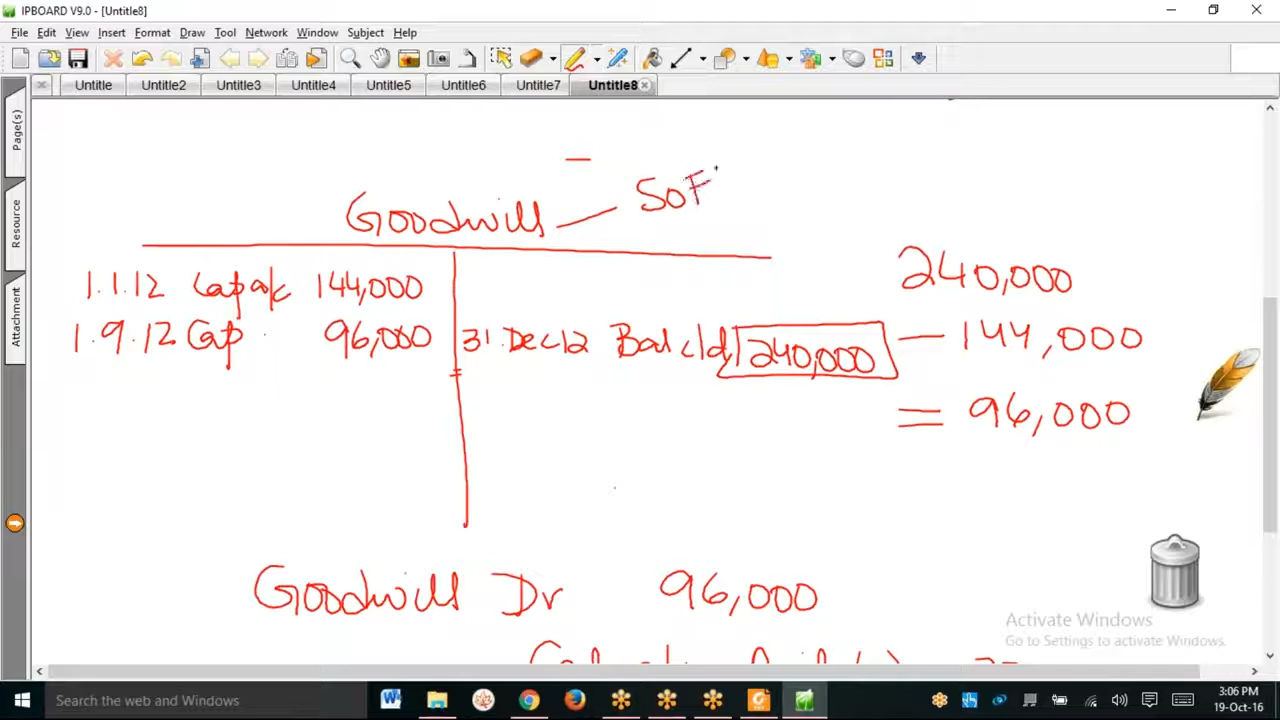 IPBOARD V9.0 - [Untitle8]
File Edit View Insert Format Draw Tool Network Window Subject Help
Untitle Untitle2 Untitle3 Untitle4 Untitle5 Untitle6 Untitle7 Untitle8
Page(s)
Resource
Attachment
Goodwill — SoF
1.1.12 Cap a/c 144,000
1.9.12 Cap 96,000
31 Dec 12 Bal c/d 240,000
240,000
— 144,000
= 96,000
Goodwill Dr 96,000
Activate Windows
Go to Settings to activate Windows.
Search the web and Windows
3:06 PM
19-Oct-16